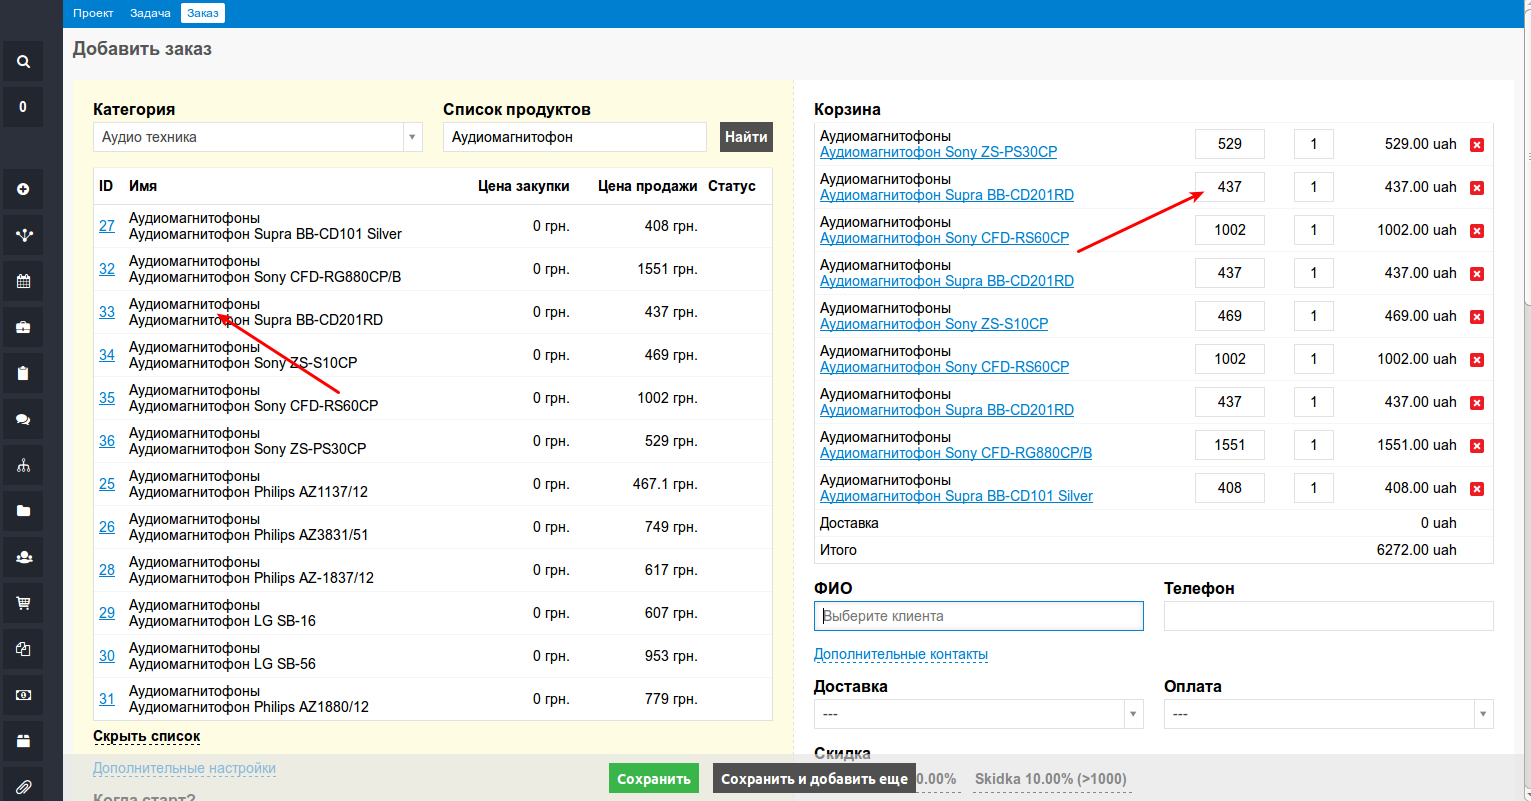 Проект Задача Заказ
Добавить заказ
0
Категория
Аудио техника
Список продуктов
Аудиомагнитофон
Найти
ID Имя Цена закупки Цена продажи Статус
27 Аудиомагнитофоны
Аудиомагнитофон Supra BB-CD101 Silver 0 грн. 408 грн.
32 Аудиомагнитофоны
Аудиомагнитофон Sony CFD-RG880CP/B 0 грн. 1551 грн.
33 Аудиомагнитофоны
Аудиомагнитофон Supra BB-CD201RD 0 грн. 437 грн.
34 Аудиомагнитофоны
Аудиомагнитофон Sony ZS-S10CP 0 грн. 469 грн.
35 Аудиомагнитофоны
Аудиомагнитофон Sony CFD-RS60CP 0 грн. 1002 грн.
36 Аудиомагнитофоны
Аудиомагнитофон Sony ZS-PS30CP 0 грн. 529 грн.
25 Аудиомагнитофоны
Аудиомагнитофон Philips AZ1137/12 0 грн. 467.1 грн.
26 Аудиомагнитофоны
Аудиомагнитофон Philips AZ3831/51 0 грн. 749 грн.
28 Аудиомагнитофоны
Аудиомагнитофон Philips AZ-1837/12 0 грн. 617 грн.
29 Аудиомагнитофоны
Аудиомагнитофон LG SB-16 0 грн. 607 грн.
30 Аудиомагнитофоны
Аудиомагнитофон LG SB-56 0 грн. 953 грн.
31 Аудиомагнитофоны
Аудиомагнитофон Philips AZ1880/12 0 грн. 779 грн.
Скрыть список
Дополнительные настройки
Когда старт?
Корзина
Аудиомагнитофоны
Аудиомагнитофон Sony ZS-PS30CP 529 1 529.00 uah
Аудиомагнитофоны
Аудиомагнитофон Supra BB-CD201RD 437 1 437.00 uah
Аудиомагнитофоны
Аудиомагнитофон Sony CFD-RS60CP 1002 1 1002.00 uah
Аудиомагнитофоны
Аудиомагнитофон Supra BB-CD201RD 437 1 437.00 uah
Аудиомагнитофоны
Аудиомагнитофон Sony ZS-S10CP 469 1 469.00 uah
Аудиомагнитофоны
Аудиомагнитофон Sony CFD-RS60CP 1002 1 1002.00 uah
Аудиомагнитофоны
Аудиомагнитофон Supra BB-CD201RD 437 1 437.00 uah
Аудиомагнитофоны
Аудиомагнитофон Sony CFD-RG880CP/B 1551 1 1551.00 uah
Аудиомагнитофоны
Аудиомагнитофон Supra BB-CD101 Silver 408 1 408.00 uah
Доставка 0 uah
Итого 6272.00 uah
ФИО Телефон
Выберите клиента
Дополнительные контакты
Доставка Оплата
--- ---
Скидка
0.00% Skidka 10.00% (>1000)
Сохранить Сохранить и добавить еще